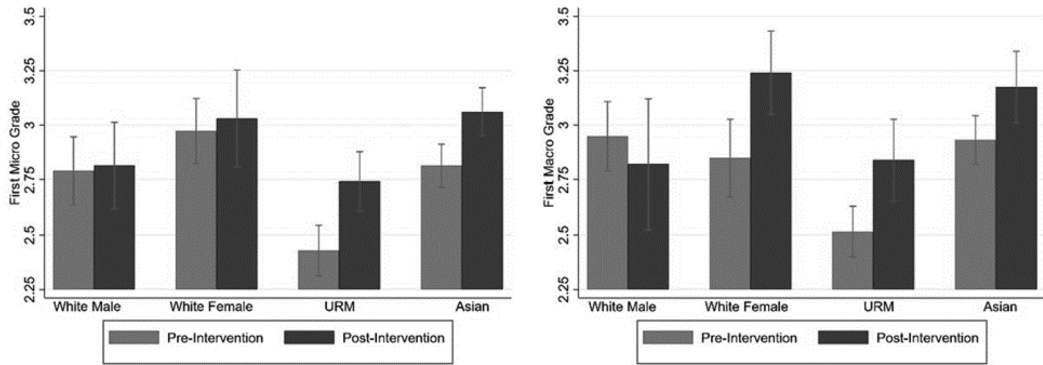 First Micro Grade
3.5
3.25
3
2.75
2.5
2.25
White Male White Female URM Asian
Pre-Intervention Post-Intervention
First Macro Grade
3.5
3.25
3
2.75
2.5
2.25
White Male White Female URM Asian
Pre-Intervention Post-Intervention